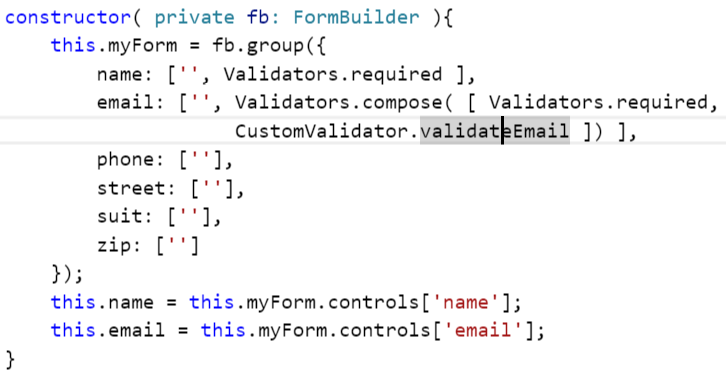 constructor( private fb: FormBuilder ){
    this.myForm = fb.group({
        name: ['', Validators.required ],
        email: ['', Validators.compose( [ Validators.required,
                    CustomValidator.validateEmail ]) ],
        phone: [''],
        street: [''],
        suit: [''],
        zip: ['']
    });
    this.name = this.myForm.controls['name'];
    this.email = this.myForm.controls['email'];
}